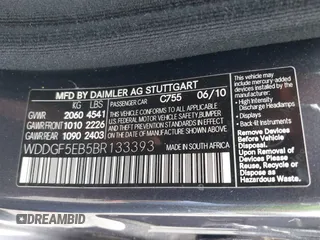 MFD BY DAIMLER AG STUTTGART
KG LBS PASSENGER CAR C755 06/10
GVWR 2060 4541
GAWR FRONT 1010 2226
GAWR REAR 1090 2403
THIS VEHICLE CONFORMS TO ALL APPLICABLE
U.S. FEDERAL MOTOR VEHICLE SAFETY,
BUMPER, AND THEFT PREVENTION STANDARDS
IN EFFECT ON THE DATE OF MANUFACTURE
SHOWN ABOVE.
WDDGF5EB5BR133393
MADE IN SOUTH AFRICA
This vehicle may include mercury-
added devices installed by the
manufacturer:
• High Intensity
Discharge Headlamps
• Back Lit
Instrument Panel
Remove Devices Before
Vehicle Disposal.
Upon Removal of Devices Please
Reuse, Recycle or
Dispose as Hazardous Waste.
DREAMBID